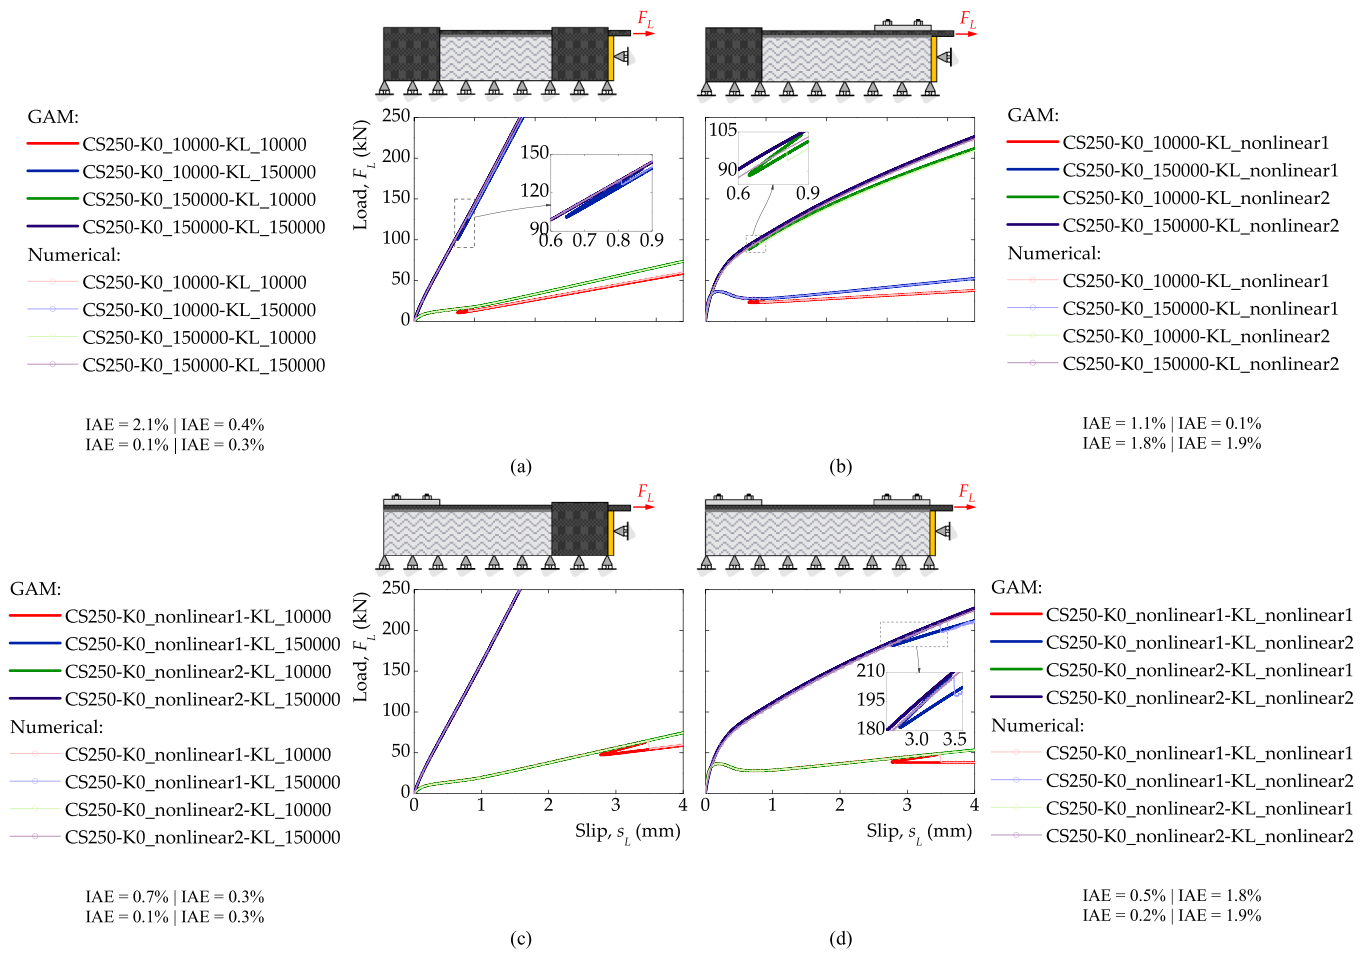 F_L
F_L
GAM:
CS250-K0_10000-KL_10000
CS250-K0_10000-KL_150000
CS250-K0_150000-KL_10000
CS250-K0_150000-KL_150000
Numerical:
CS250-K0_10000-KL_10000
CS250-K0_10000-KL_150000
CS250-K0_150000-KL_10000
CS250-K0_150000-KL_150000
IAE = 2.1% | IAE = 0.4%
IAE = 0.1% | IAE = 0.3%
Load, F_L (kN)
250
200
150
100
50
0
150
120
90
0.6 0.7 0.8 0.9
(a)
105
90
0.6 0.9
(b)
GAM:
CS250-K0_10000-KL_nonlinear1
CS250-K0_150000-KL_nonlinear1
CS250-K0_10000-KL_nonlinear2
CS250-K0_150000-KL_nonlinear2
Numerical:
CS250-K0_10000-KL_nonlinear1
CS250-K0_150000-KL_nonlinear1
CS250-K0_10000-KL_nonlinear2
CS250-K0_150000-KL_nonlinear2
IAE = 1.1% | IAE = 0.1%
IAE = 1.8% | IAE = 1.9%
F_L
F_L
GAM:
CS250-K0_nonlinear1-KL_10000
CS250-K0_nonlinear1-KL_150000
CS250-K0_nonlinear2-KL_10000
CS250-K0_nonlinear2-KL_150000
Numerical:
CS250-K0_nonlinear1-KL_10000
CS250-K0_nonlinear1-KL_150000
CS250-K0_nonlinear2-KL_10000
CS250-K0_nonlinear2-KL_150000
IAE = 0.7% | IAE = 0.3%
IAE = 0.1% | IAE = 0.3%
Load, F_L (kN)
250
200
150
100
50
0
0 1 2 3 4
Slip, s_L (mm)
(c)
210
195
180
3.0 3.5
0 1 2 3 4
Slip, s_L (mm)
(d)
GAM:
CS250-K0_nonlinear1-KL_nonlinear1
CS250-K0_nonlinear1-KL_nonlinear2
CS250-K0_nonlinear2-KL_nonlinear1
CS250-K0_nonlinear2-KL_nonlinear2
Numerical:
CS250-K0_nonlinear1-KL_nonlinear1
CS250-K0_nonlinear1-KL_nonlinear2
CS250-K0_nonlinear2-KL_nonlinear1
CS250-K0_nonlinear2-KL_nonlinear2
IAE = 0.5% | IAE = 1.8%
IAE = 0.2% | IAE = 1.9%